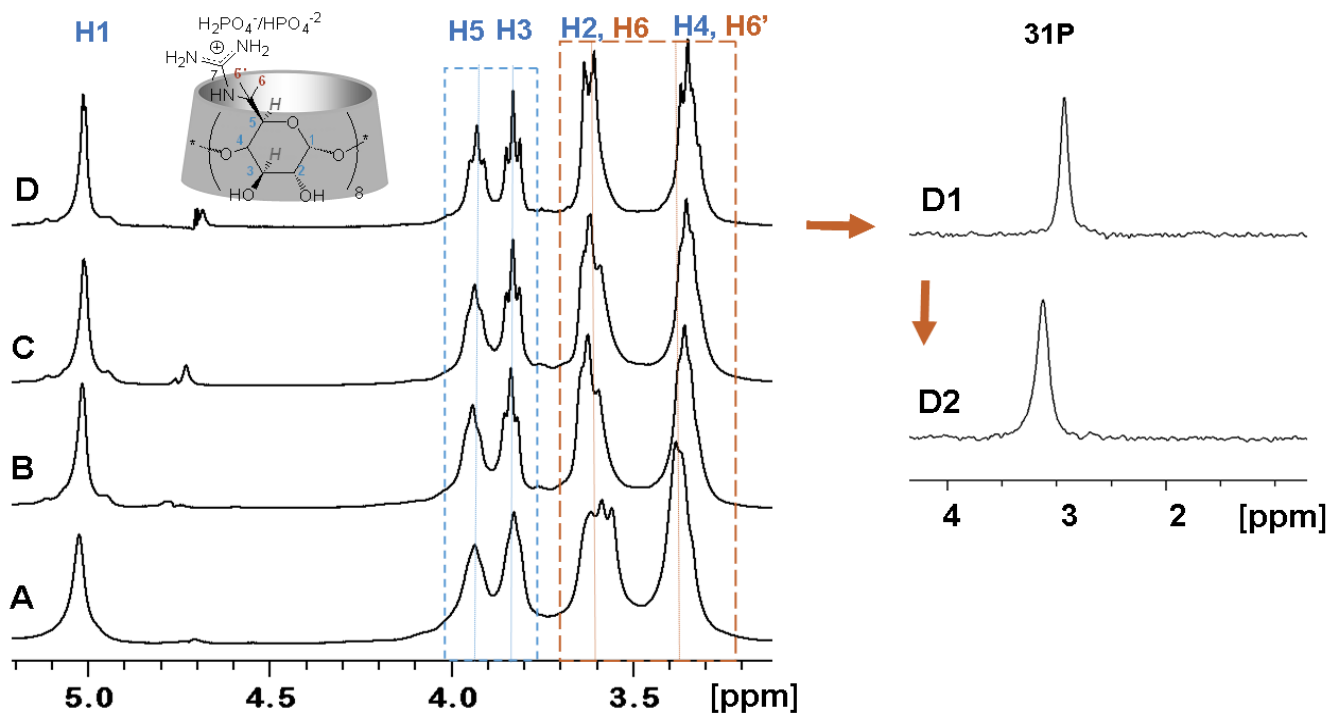 H1
H₂PO₄⁻/HPO₄⁻²
H5 H3
H2, H6
H4, H6'
31P
H₂N NH₂
⊕
7 6' 6
NH H
5 O
* 4 H 1 *
O O
3 2
HO OH 8
D
C
B
A
D1
D2
5.0 4.5 4.0 3.5 [ppm]
4 3 2 [ppm]